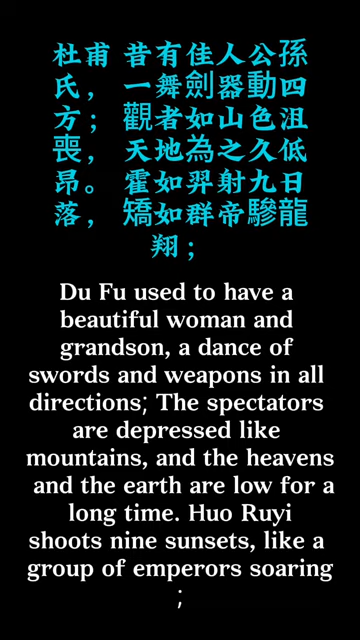 杜甫 昔有佳人公孫
氏， 一舞劍器動四
方； 觀者如山色沮
喪， 天地為之久低
昂。 霍如羿射九日
落， 矯如群帝驂龍
翔；
Du Fu used to have a
beautiful woman and
grandson, a dance of
swords and weapons in all
directions; The spectators
are depressed like
mountains, and the heavens
and the earth are low for a
long time. Huo Ruyi
shoots nine sunsets, like a
group of emperors soaring
;